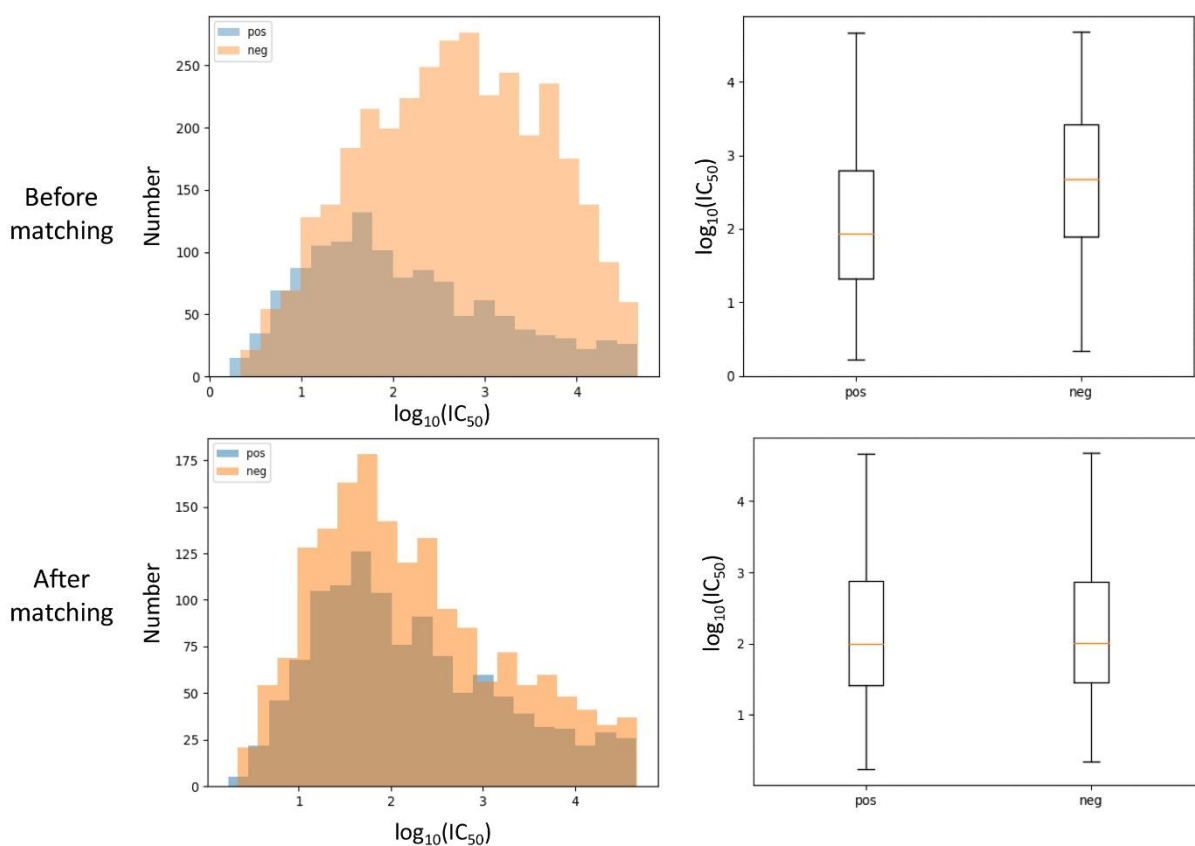 Before
matching
Number
250
200
150
100
50
0
pos
neg
0 1 2 3 4
log₁₀(IC₅₀)
log₁₀(IC₅₀)
4
3
2
1
0
pos neg
After
matching
Number
175
150
125
100
75
50
25
0
pos
neg
1 2 3 4
log₁₀(IC₅₀)
log₁₀(IC₅₀)
4
3
2
1
pos neg